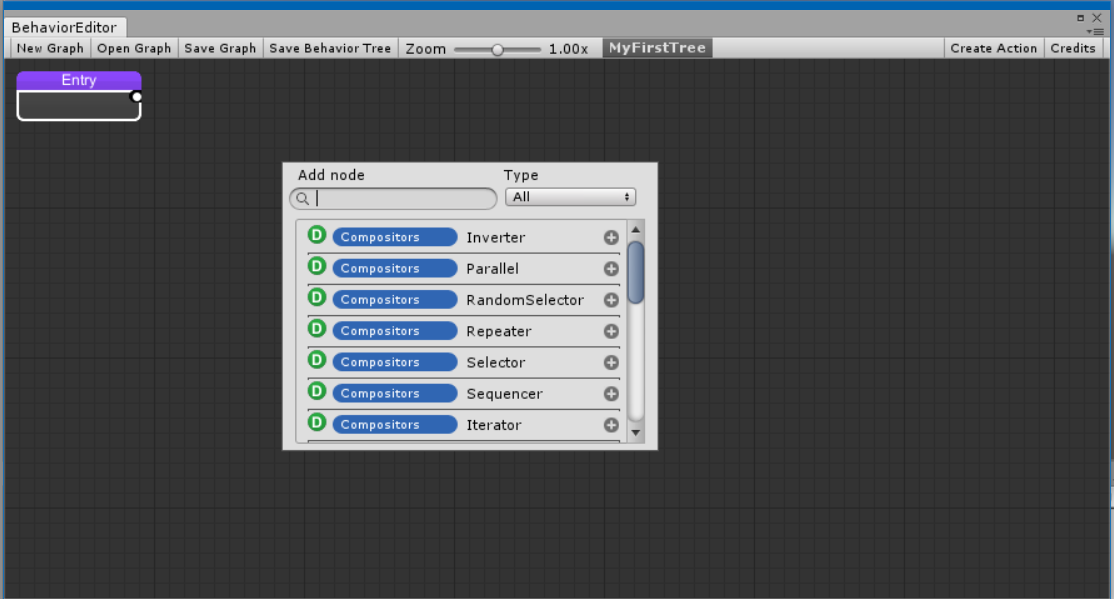 BehaviorEditor
New Graph Open Graph Save Graph Save Behavior Tree Zoom 1.00x MyFirstTree Create Action Credits
Entry
Add node Type
All
D Compositors Inverter
D Compositors Parallel
D Compositors RandomSelector
D Compositors Repeater
D Compositors Selector
D Compositors Sequencer
D Compositors Iterator